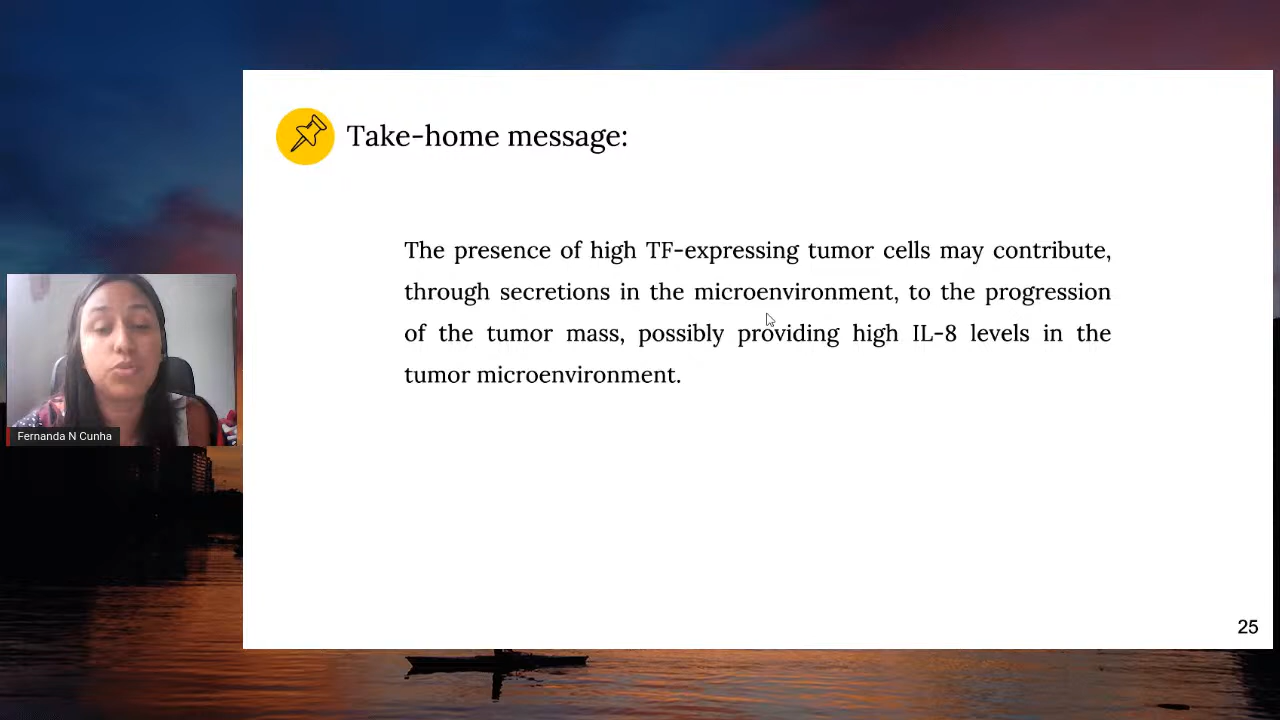 Take-home message:
The presence of high TF-expressing tumor cells may contribute,
through secretions in the microenvironment, to the progression
of the tumor mass, possibly providing high IL-8 levels in the
tumor microenvironment.
Fernanda N Cunha
25